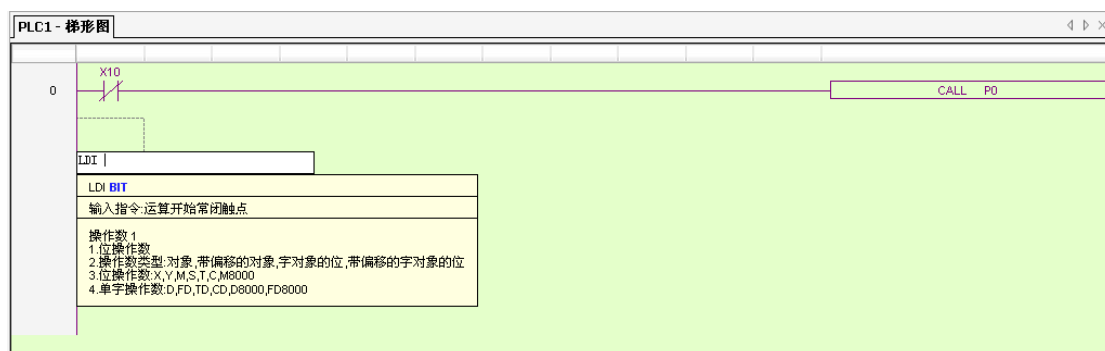 PLC1 - 梯形图
X10
0
CALL P0
LDI
LDI BIT
输入指令:运算开始常闭触点
操作数 1
1.位操作数
2.操作数类型:对象,带偏移的对象,字对象的位,带偏移的字对象的位
3.位操作数:X,Y,M,S,T,C,M8000
4.单字操作数:D,FD,TD,CD,D8000,FD8000